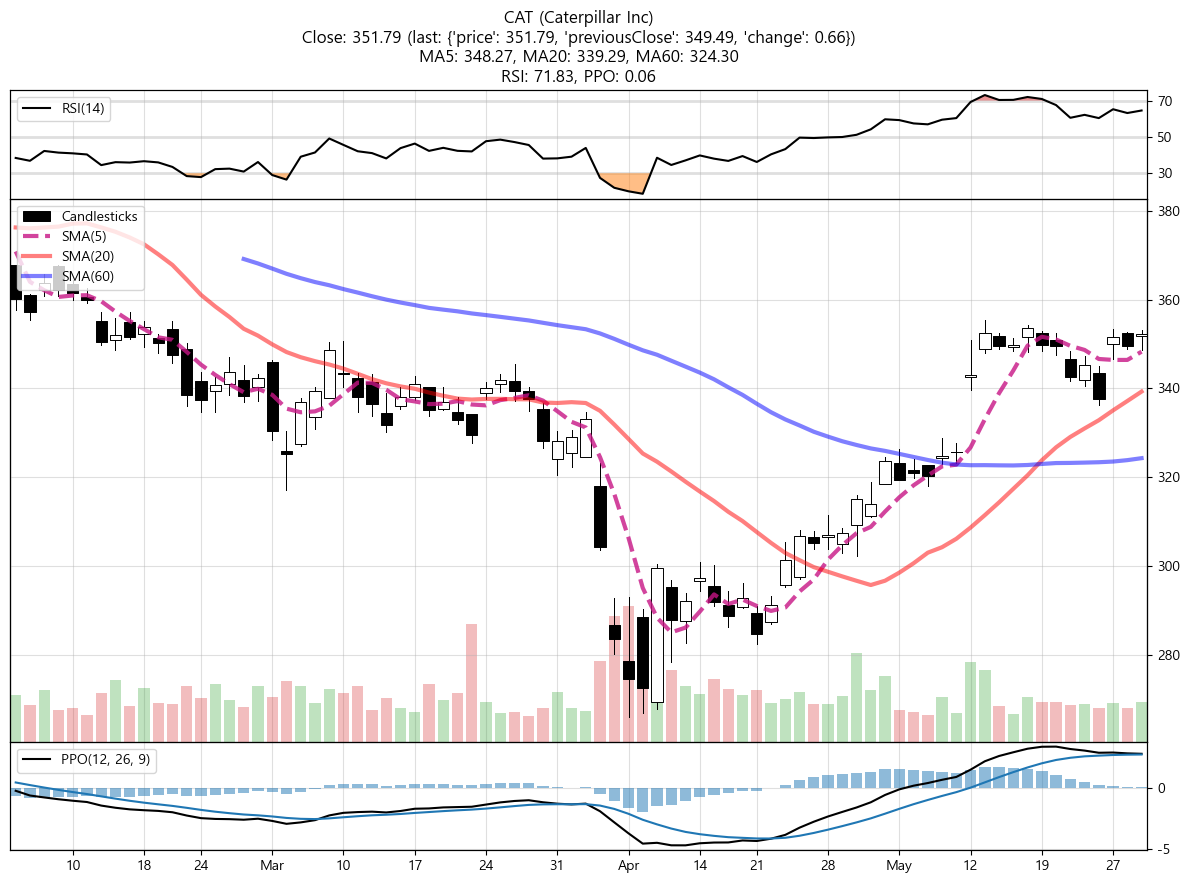 CAT (Caterpillar Inc)
Close: 351.79 (last: {'price': 351.79, 'previousClose': 349.49, 'change': 0.66})
MA5: 348.27, MA20: 339.29, MA60: 324.30
RSI: 71.83, PPO: 0.06
RSI(14)
70
50
30
Candlesticks
SMA(5)
SMA(20)
SMA(60)
380
360
340
320
300
280
PPO(12, 26, 9)
0
-5
10 18 24 Mar 10 17 24 31 Apr 14 21 28 May 12 19 27